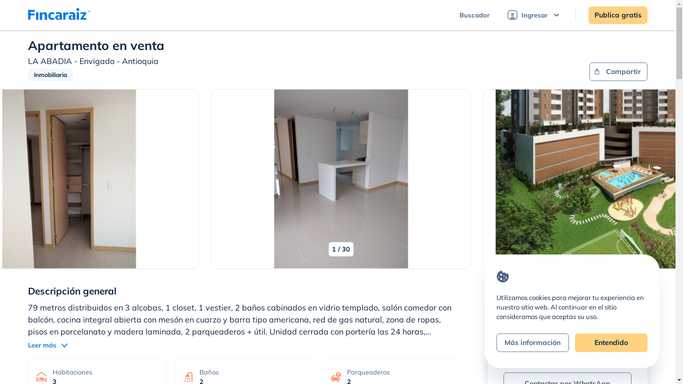 Fincaraiz
Buscador
Ingresar
Publica gratis
Apartamento en venta
LA ABADIA - Envigado - Antioquia
Inmobiliaria
Compartir
1 / 30
Descripción general
79 metros distribuidos en 3 alcobas, 1 closet, 1 vestier, 2 baños cabinados en vidrio templado, salón comedor con
balcón, cocina integral abierta con mesón en cuarzo y barra tipo americana, red de gas natural, zona de ropas,
pisos en porcelanato y madera laminada, 2 parqueaderos + útil. Unidad cerrada con portería las 24 horas,...
Leer más
Habitaciones
3
Baños
2
Parqueaderos
2
Utilizamos cookies para mejorar tu experiencia en
nuestro sitio web. Al continuar en el sitio
consideramos que aceptas su uso.
Más información
Entendido
Contactar por WhatsApp